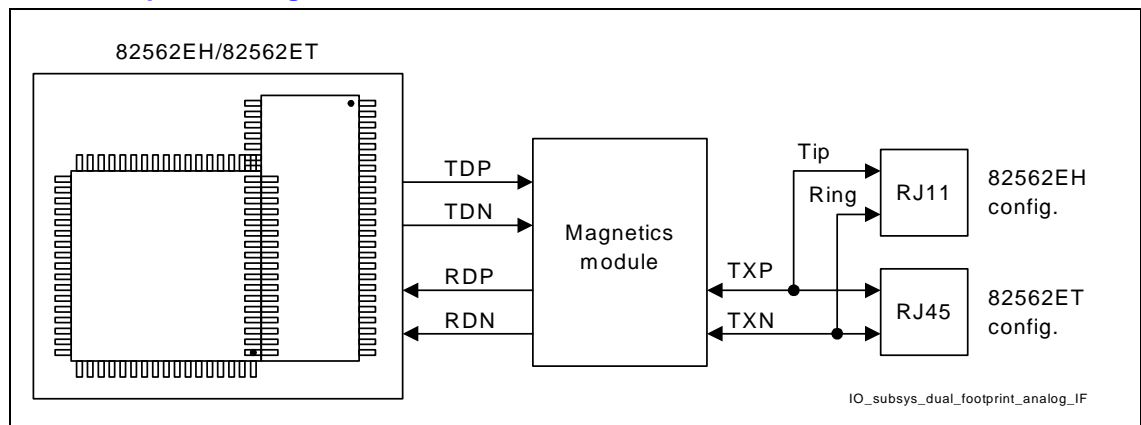 82562EH/82562ET
TDP
TDN
RDP
RDN
Magnetics
module
TXP
TXN
Tip
Ring
RJ11
82562EH
config.
RJ45
82562ET
config.
IO_subsys_dual_footprint_analog_IF